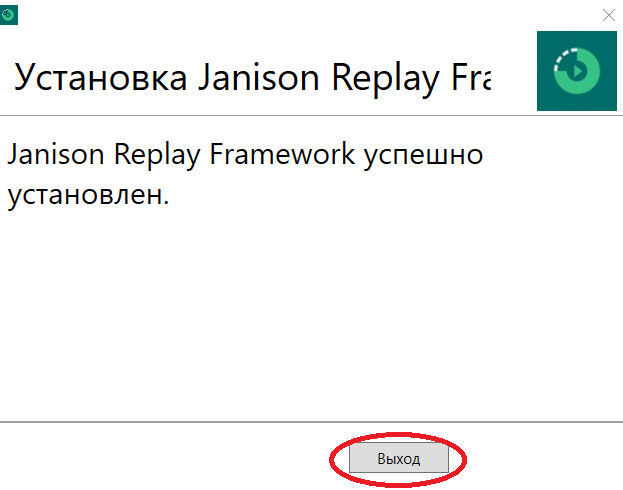 Установка Janison Replay Fra
Janison Replay Framework успешно
установлен.
Выход